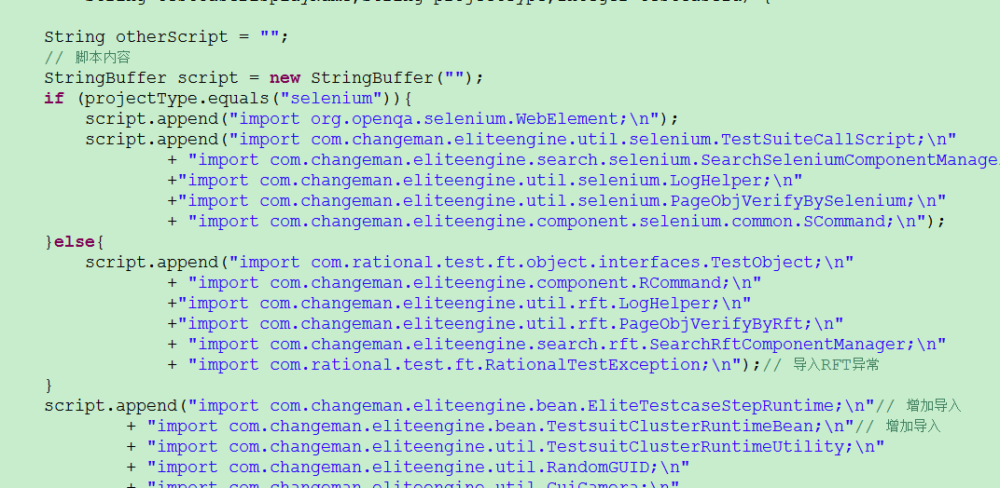 String otherScript = "";
// 脚本内容
StringBuffer script = new StringBuffer("");
if (projectType.equals("selenium")){
script.append("import org.openqa.selenium.WebElement;\n");
script.append("import com.changeman.eliteengine.util.selenium.TestSuiteCallScript;\n"
+ "import com.changeman.eliteengine.search.selenium.SearchSeleniumComponentManage
+"import com.changeman.eliteengine.util.selenium.LogHelper;\n"
+"import com.changeman.eliteengine.util.selenium.PageObjVerifyBySelenium;\n"
+ "import com.changeman.eliteengine.component.selenium.common.SCommand;\n");
}else{
script.append("import com.rational.test.ft.object.interfaces.TestObject;\n"
+ "import com.changeman.eliteengine.component.RCommand;\n"
+"import com.changeman.eliteengine.util.rft.LogHelper;\n"
+"import com.changeman.eliteengine.util.rft.PageObjVerifyByRft;\n"
+ "import com.changeman.eliteengine.search.rft.SearchRftComponentManager;\n"
+ "import com.rational.test.ft.RationalTestException;\n");// 导入RFT异常
}
script.append("import com.changeman.eliteengine.bean.EliteTestcaseStepRuntime;\n"// 增加导入
+ "import com.changeman.eliteengine.bean.TestsuitClusterRuntimeBean;\n"// 增加导入
+ "import com.changeman.eliteengine.util.TestsuitClusterRuntimeUtility;\n"
+ "import com.changeman.eliteengine.util.RandomGUID;\n"
+ "import com.changeman.eliteengine.util.GuiCamera;\n"